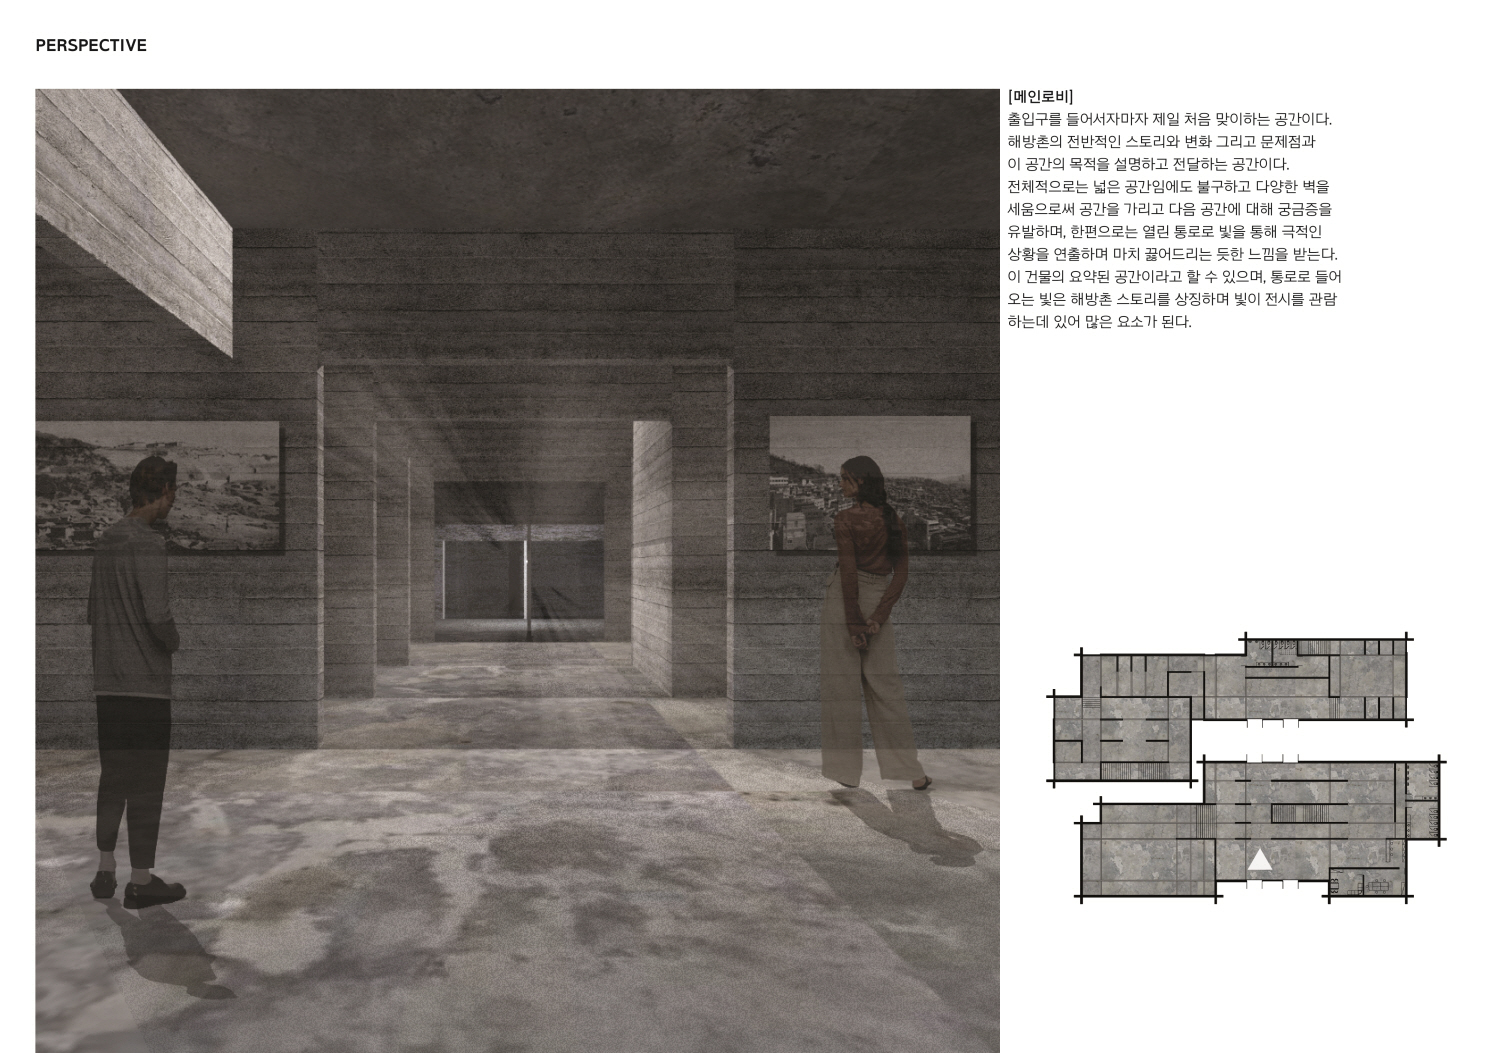 PERSPECTIVE
[메인로비]
출입구를 들어서자마자 제일 처음 맞이하는 공간이다.
해방촌의 전반적인 스토리와 변화 그리고 문제점과
이 공간의 목적을 설명하고 전달하는 공간이다.
전체적으로는 넓은 공간임에도 불구하고 다양한 벽을
세움으로써 공간을 가리고 다음 공간에 대해 궁금증을
유발하며, 한편으로는 열린 통로로 빛을 통해 극적인
상황을 연출하며 마치 끓어드리는 듯한 느낌을 받는다.
이 건물의 요약된 공간이라고 할 수 있으며, 통로로 들어
오는 빛은 해방촌 스토리를 상징하며 빛이 전시를 관람
하는데 있어 많은 요소가 된다.